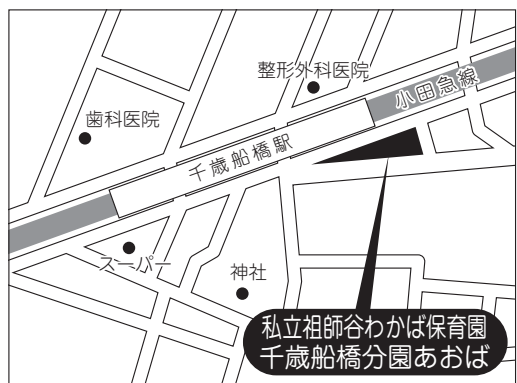 整形外科医院
小田急線
歯科医院
千歳船橋駅
スーパー
神社
私立祖師谷わかば保育園
千歳船橋分園あおば